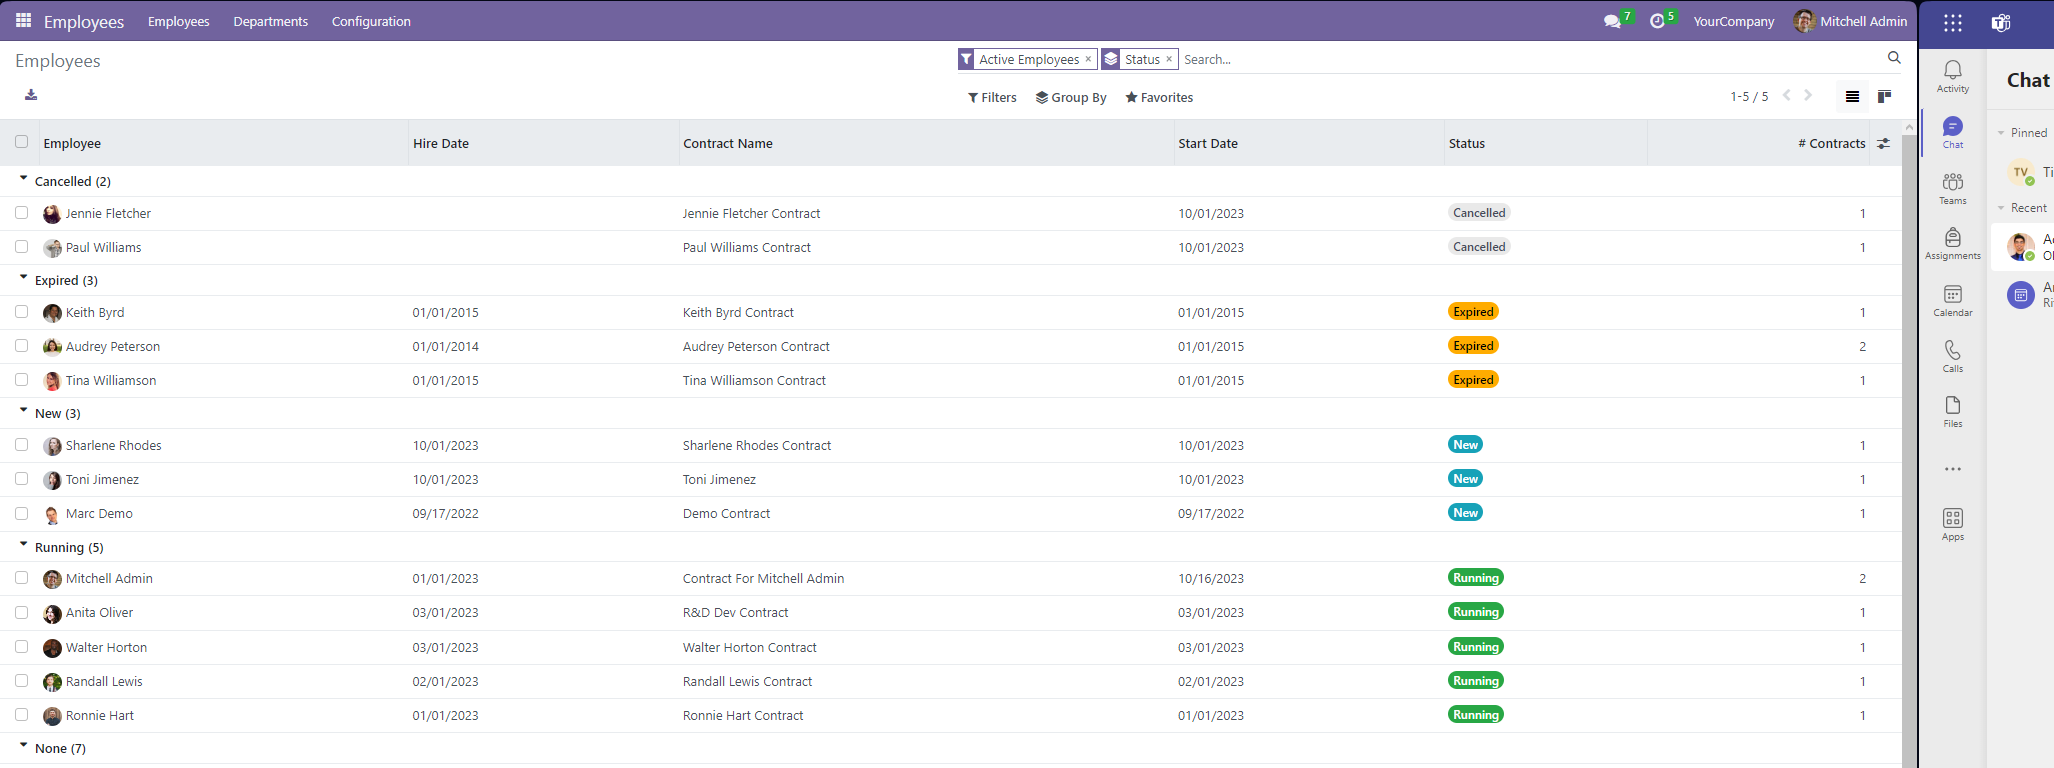 Employees Employees Departments Configuration 7 5 YourCompany Mitchell Admin
Employees Active Employees × Status × Search...
Filters Group By Favorites 1-5 / 5
Employee Hire Date Contract Name Start Date Status # Contracts
Cancelled (2)
Jennie Fletcher Jennie Fletcher Contract 10/01/2023 Cancelled 1
Paul Williams Paul Williams Contract 10/01/2023 Cancelled 1
Expired (3)
Keith Byrd 01/01/2015 Keith Byrd Contract 01/01/2015 Expired 1
Audrey Peterson 01/01/2014 Audrey Peterson Contract 01/01/2015 Expired 2
Tina Williamson 01/01/2015 Tina Williamson Contract 01/01/2015 Expired 1
New (3)
Sharlene Rhodes 10/01/2023 Sharlene Rhodes Contract 10/01/2023 New 1
Toni Jimenez 10/01/2023 Toni Jimenez 10/01/2023 New 1
Marc Demo 09/17/2022 Demo Contract 09/17/2022 New 1
Running (5)
Mitchell Admin 01/01/2023 Contract For Mitchell Admin 10/16/2023 Running 2
Anita Oliver 03/01/2023 R&D Dev Contract 03/01/2023 Running 1
Walter Horton 03/01/2023 Walter Horton Contract 03/01/2023 Running 1
Randall Lewis 02/01/2023 Randall Lewis Contract 02/01/2023 Running 1
Ronnie Hart 01/01/2023 Ronnie Hart Contract 01/01/2023 Running 1
None (7)
Activity
Chat
Teams
Assignments
Calendar
Calls
Files
Apps
Chat
Pinned
TV Ti
Recent